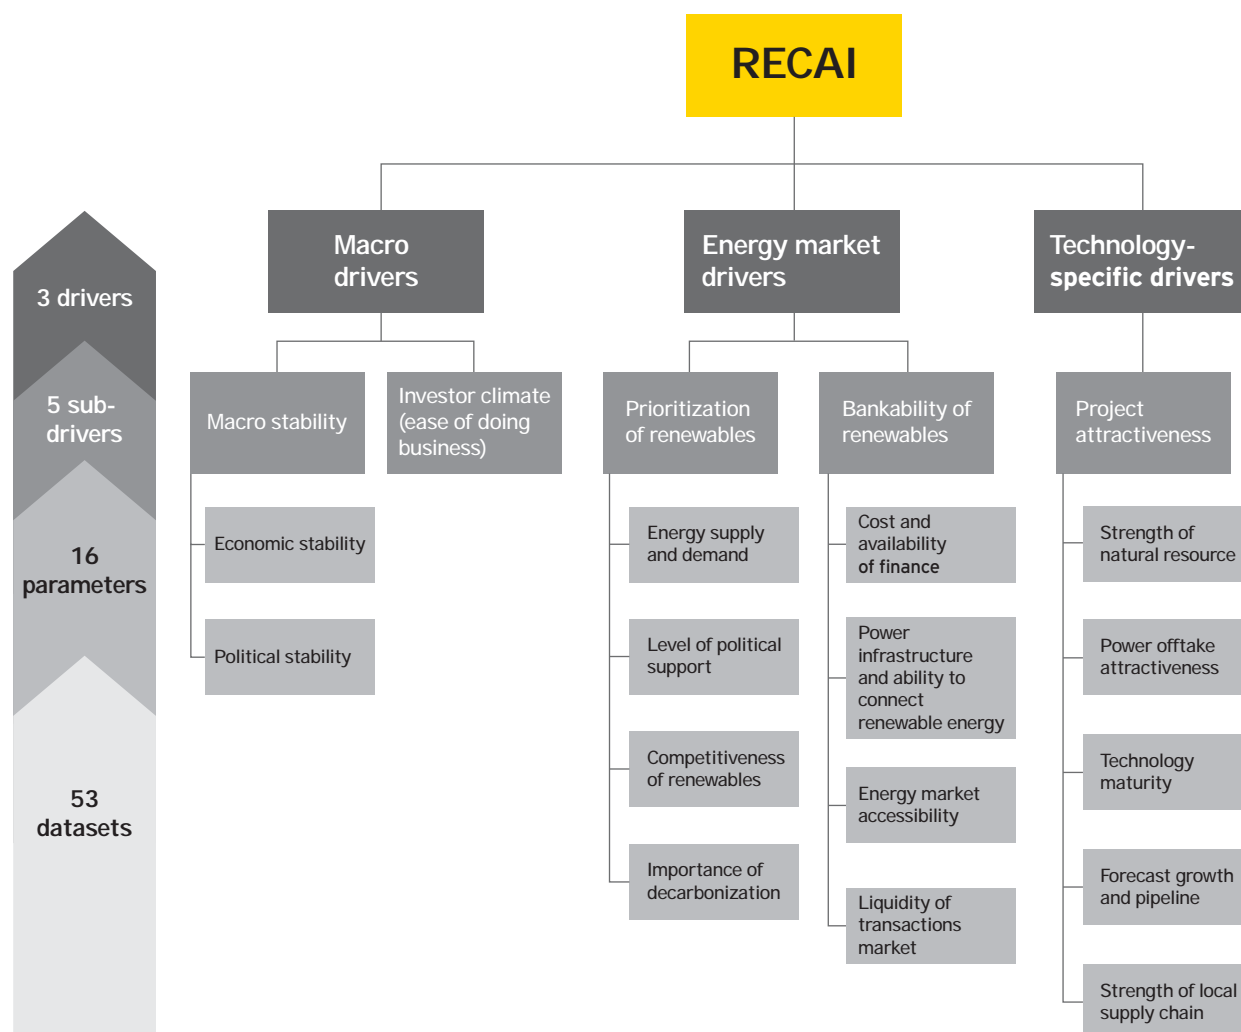 RECAI
Macro
drivers
Energy market
drivers
Technology-
specific drivers
3 drivers
5 sub-
drivers
Macro stability
Investor climate
(ease of doing
business)
Prioritization
of renewables
Bankability of
renewables
Project
attractiveness
16
parameters
Economic stability
Political stability
Energy supply
and demand
Level of political
support
Competitiveness
of renewables
Importance of
decarbonization
Cost and
availability
of finance
Power
infrastructure
and ability to
connect
renewable energy
Energy market
accessibility
Liquidity of
transactions
market
Strength of
natural resource
Power offtake
attractiveness
Technology
maturity
Forecast growth
and pipeline
Strength of local
supply chain
53
datasets